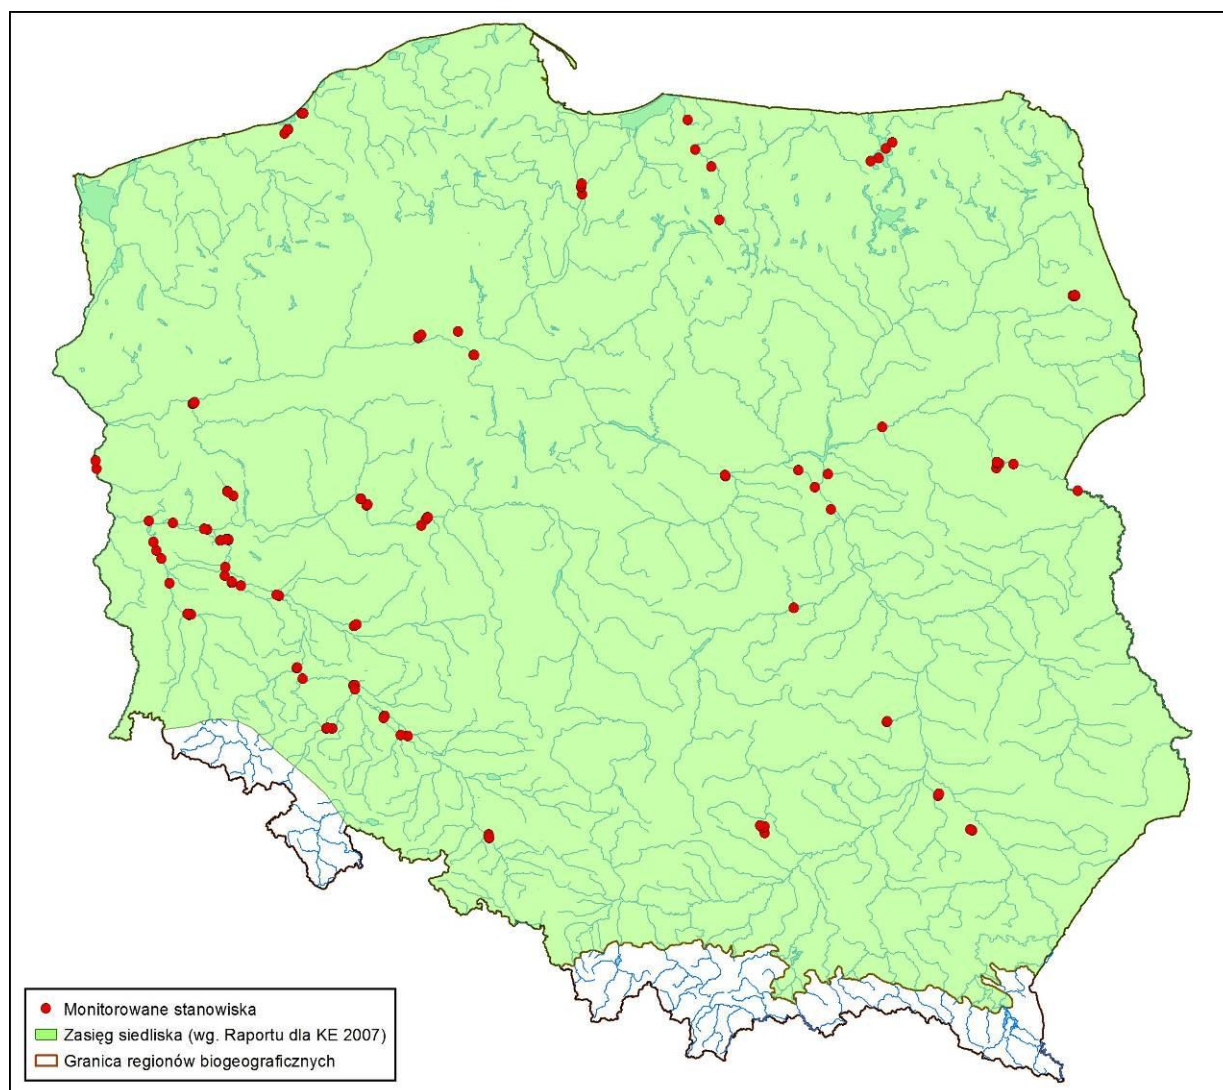 Monitorowane stanowiska
Zasięg siedliska (wg. Raportu dla KE 2007)
Granica regionów biogeograficznych